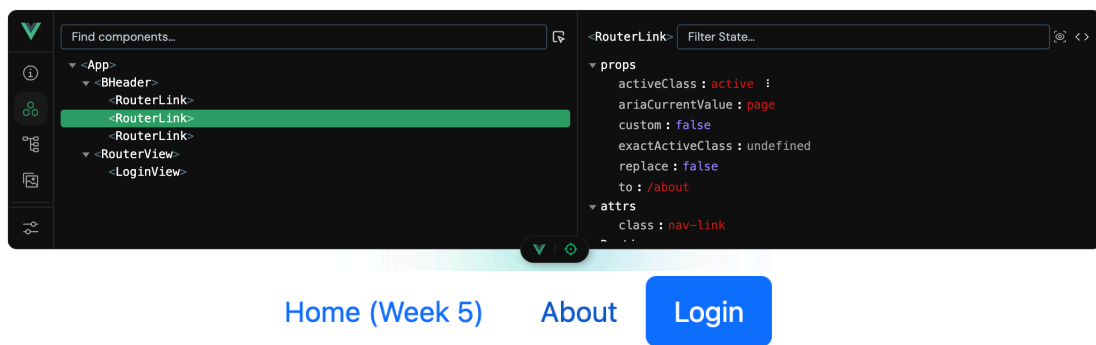 Find components...
<App>
<BHeader>
<RouterLink>
<RouterLink>
<RouterLink>
<RouterView>
<LoginView>
<RouterLink> Filter State...
props
activeClass : active
ariaCurrentValue : page
custom : false
exactActiveClass : undefined
replace : false
to : /about
attrs
class : nav-link
Home (Week 5) About Login